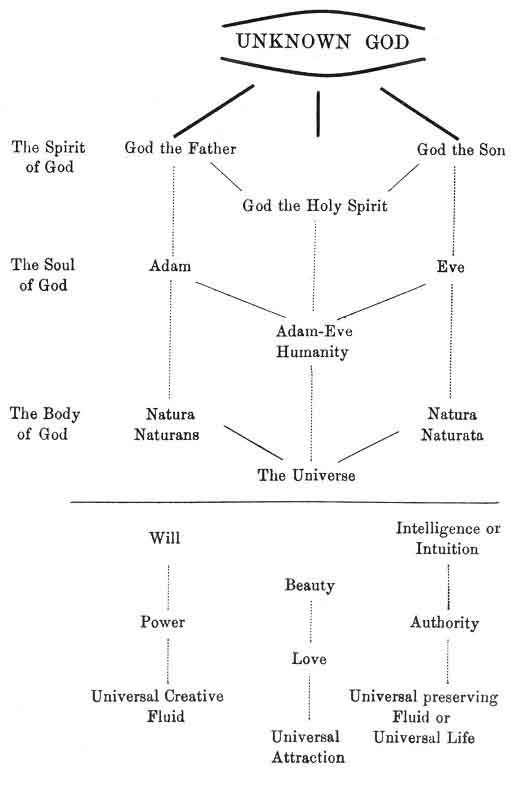 UNKNOWN GOD
The Spirit
of God
God the Father
God the Son
God the Holy Spirit
The Soul
of God
Adam
Eve
Adam-Eve
Humanity
The Body
of God
Natura
Naturans
Natura
Naturata
The Universe
Will
Intelligence or
Intuition
Beauty
Power
Authority
Love
Universal Creative
Fluid
Universal preserving
Fluid or
Universal Life
Universal
Attraction